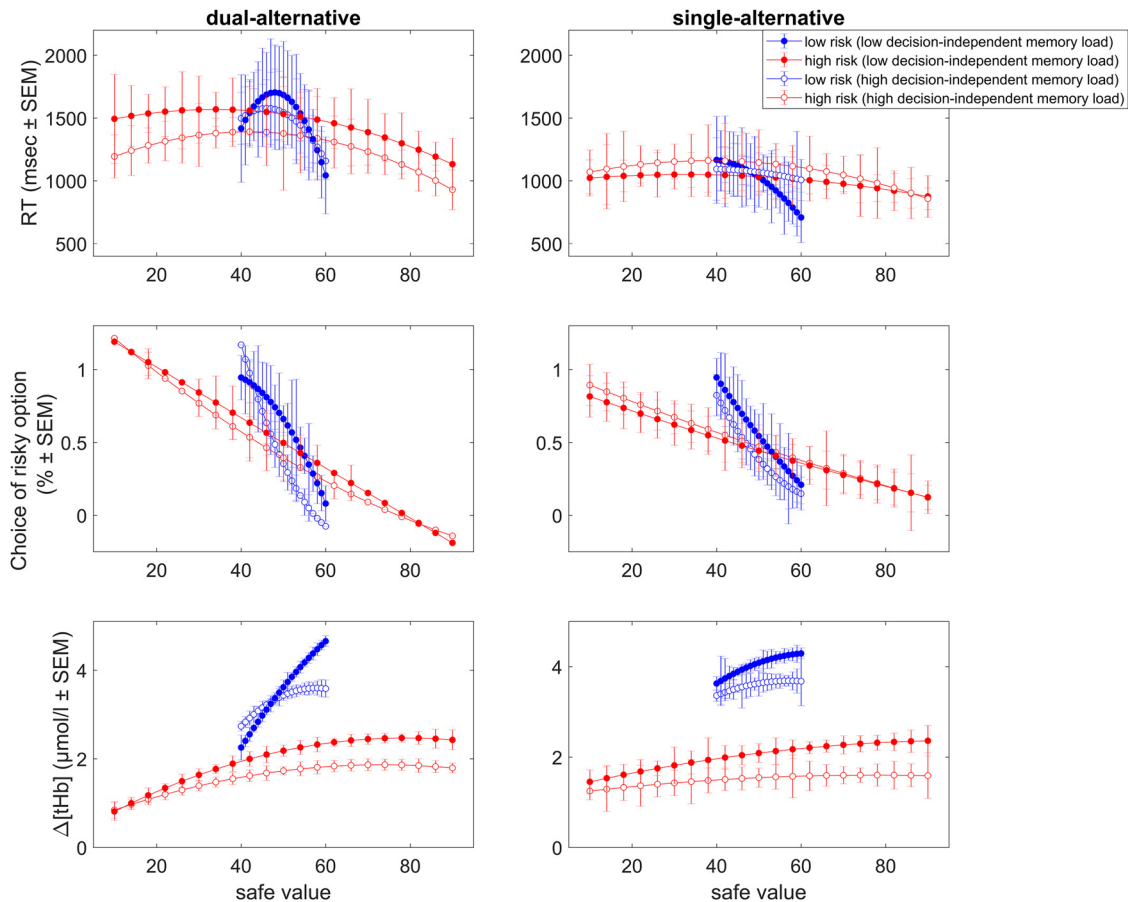 dual-alternative
single-alternative
low risk (low decision-independent memory load)
high risk (low decision-independent memory load)
low risk (high decision-independent memory load)
high risk (high decision-independent memory load)
RT (msec ± SEM)
2000
1500
1000
500
20 40 60 80
2000
1500
1000
500
20 40 60 80
Choice of risky option
(% ± SEM)
1
0.5
0
20 40 60 80
1
0.5
0
20 40 60 80
Δ[tHb] (μmol/l ± SEM)
4
2
0
20 40 60 80
safe value
4
2
0
20 40 60 80
safe value